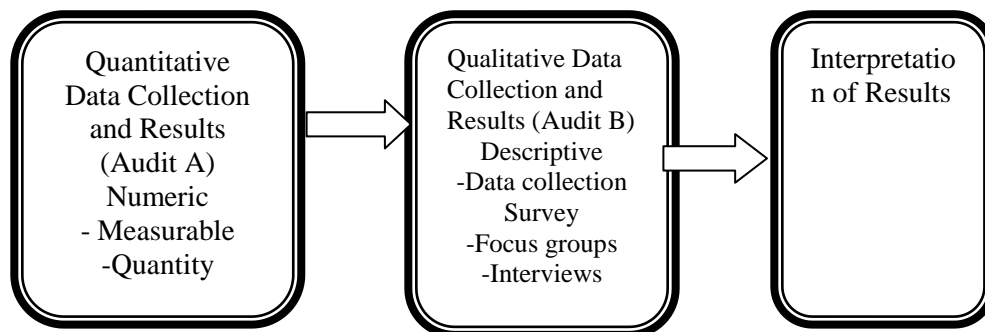 Quantitative
Data Collection
and Results
(Audit A)
Numeric
- Measurable
-Quantity
Qualitative Data
Collection and
Results (Audit B)
Descriptive
-Data collection
Survey
-Focus groups
-Interviews
Interpretatio
n of Results